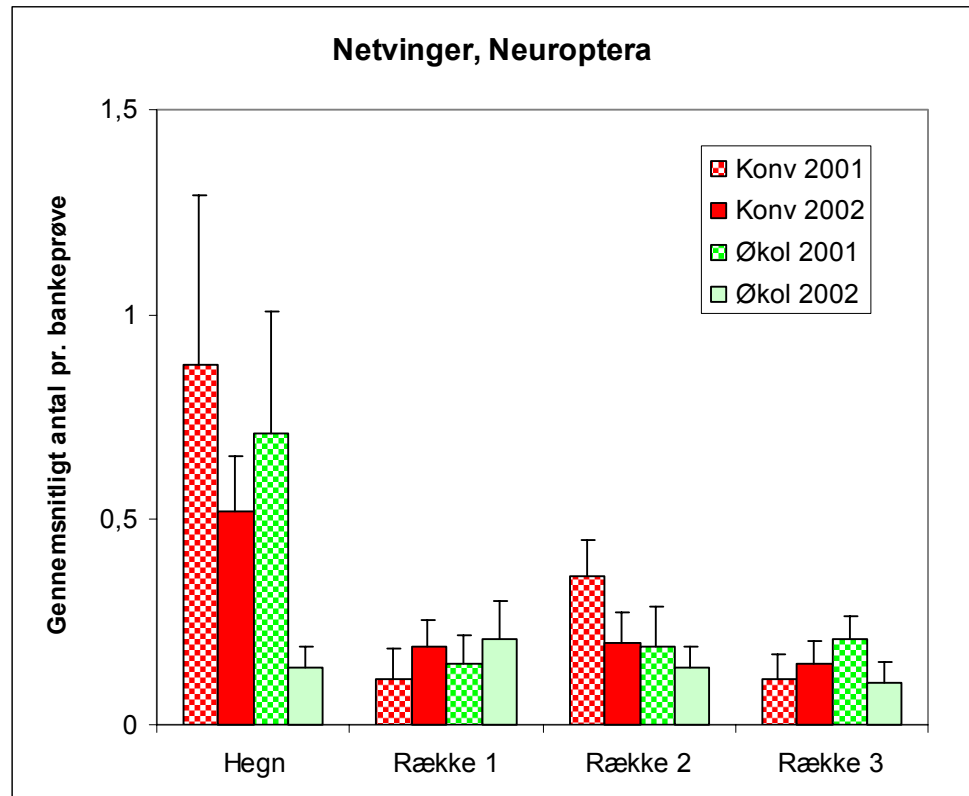 Netvinger, Neuroptera
Gennemsnitligt antal pr. bankeprøve
1,5
1
0,5
0
Konv 2001
Konv 2002
Økol 2001
Økol 2002
Hegn
Række 1
Række 2
Række 3